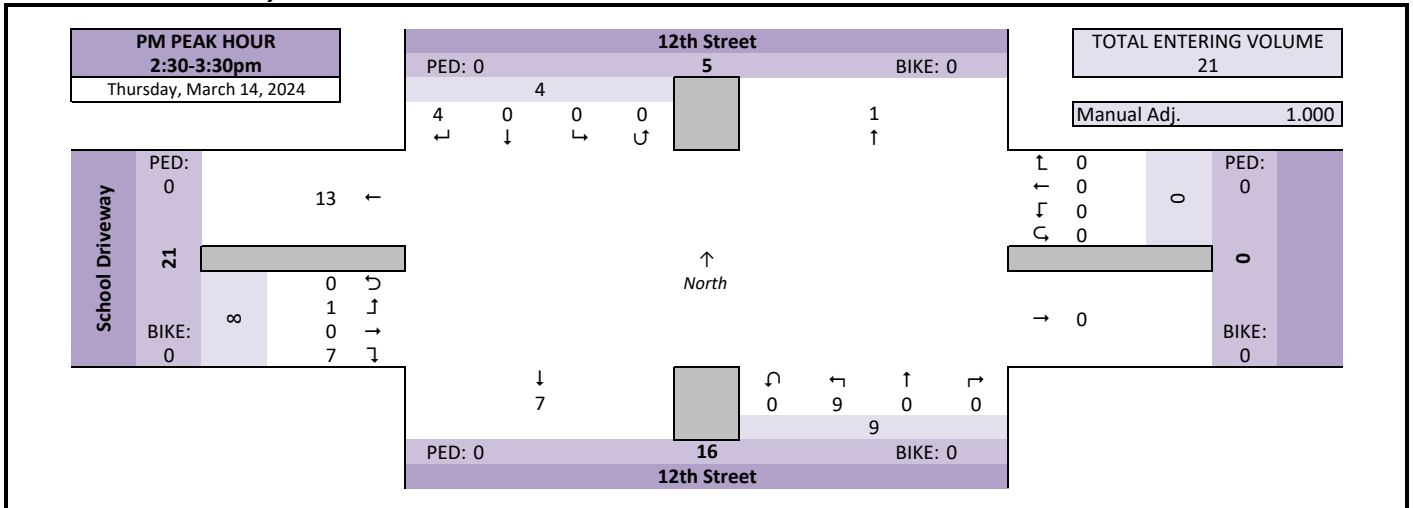 PM PEAK HOUR
2:30-3:30pm
Thursday, March 14, 2024
12th Street
PED: 0 5 BIKE: 0
4
4 0 0 0 1
↵ ↓ ↳ ↺ ↑
TOTAL ENTERING VOLUME
21
Manual Adj. 1.000
School Driveway
PED:
0
21
BIKE:
0
13 ←
8
0 ⮌
1 ⮥
0 →
7 ⮧
↑
North
↰ 0
← 0
↲ 0
⮎ 0
0
→ 0
PED:
0
0
BIKE:
0
↓
7
↶ ↰ ↑ ↱
0 9 0 0
9
PED: 0 16 BIKE: 0
12th Street